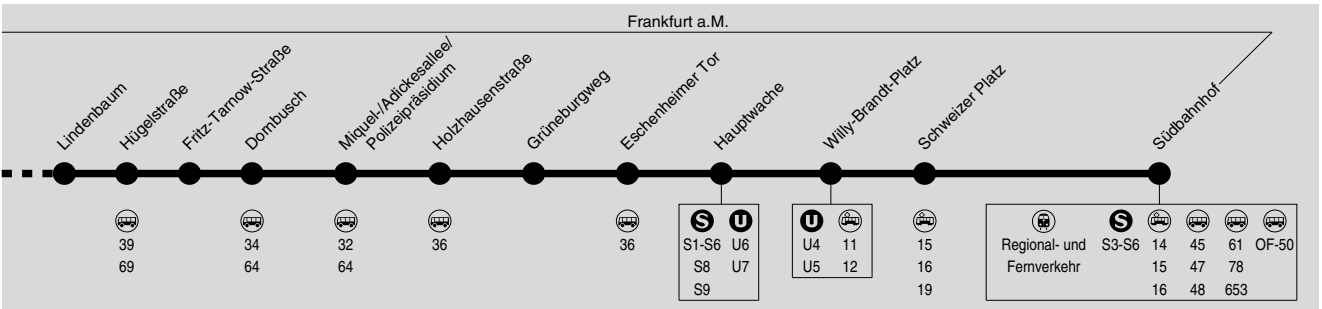 Frankfurt a.M.
Lindenbaum
Hügelstraße
Fritz-Tarnow-Straße
Dornbusch
Miquel-/Adickesallee/
Polizeipräsidium
Holzhausenstraße
Grüneburgweg
Eschenheimer Tor
Hauptwache
Willy-Brandt-Platz
Schweizer Platz
Südbahnhof
S U U S
39 34 32 36 36 S1-S6 U6 U4 11 15 Regional- und S3-S6 14 45 61 OF-50
69 64 64 S8 U7 U5 12 16 Fernverkehr 15 47 78
S9 19 16 48 653